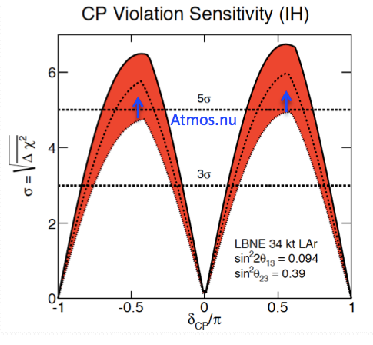 CP Violation Sensitivity (IH)
6
5σ
Atmos.nu
4
σ = √Δχ²
3σ
2
LBNE 34 kt LAr
sin²2θ₁₃ = 0.094
sin²θ₂₃ = 0.39
0
-1 -0.5 0 0.5 1
δCP/π